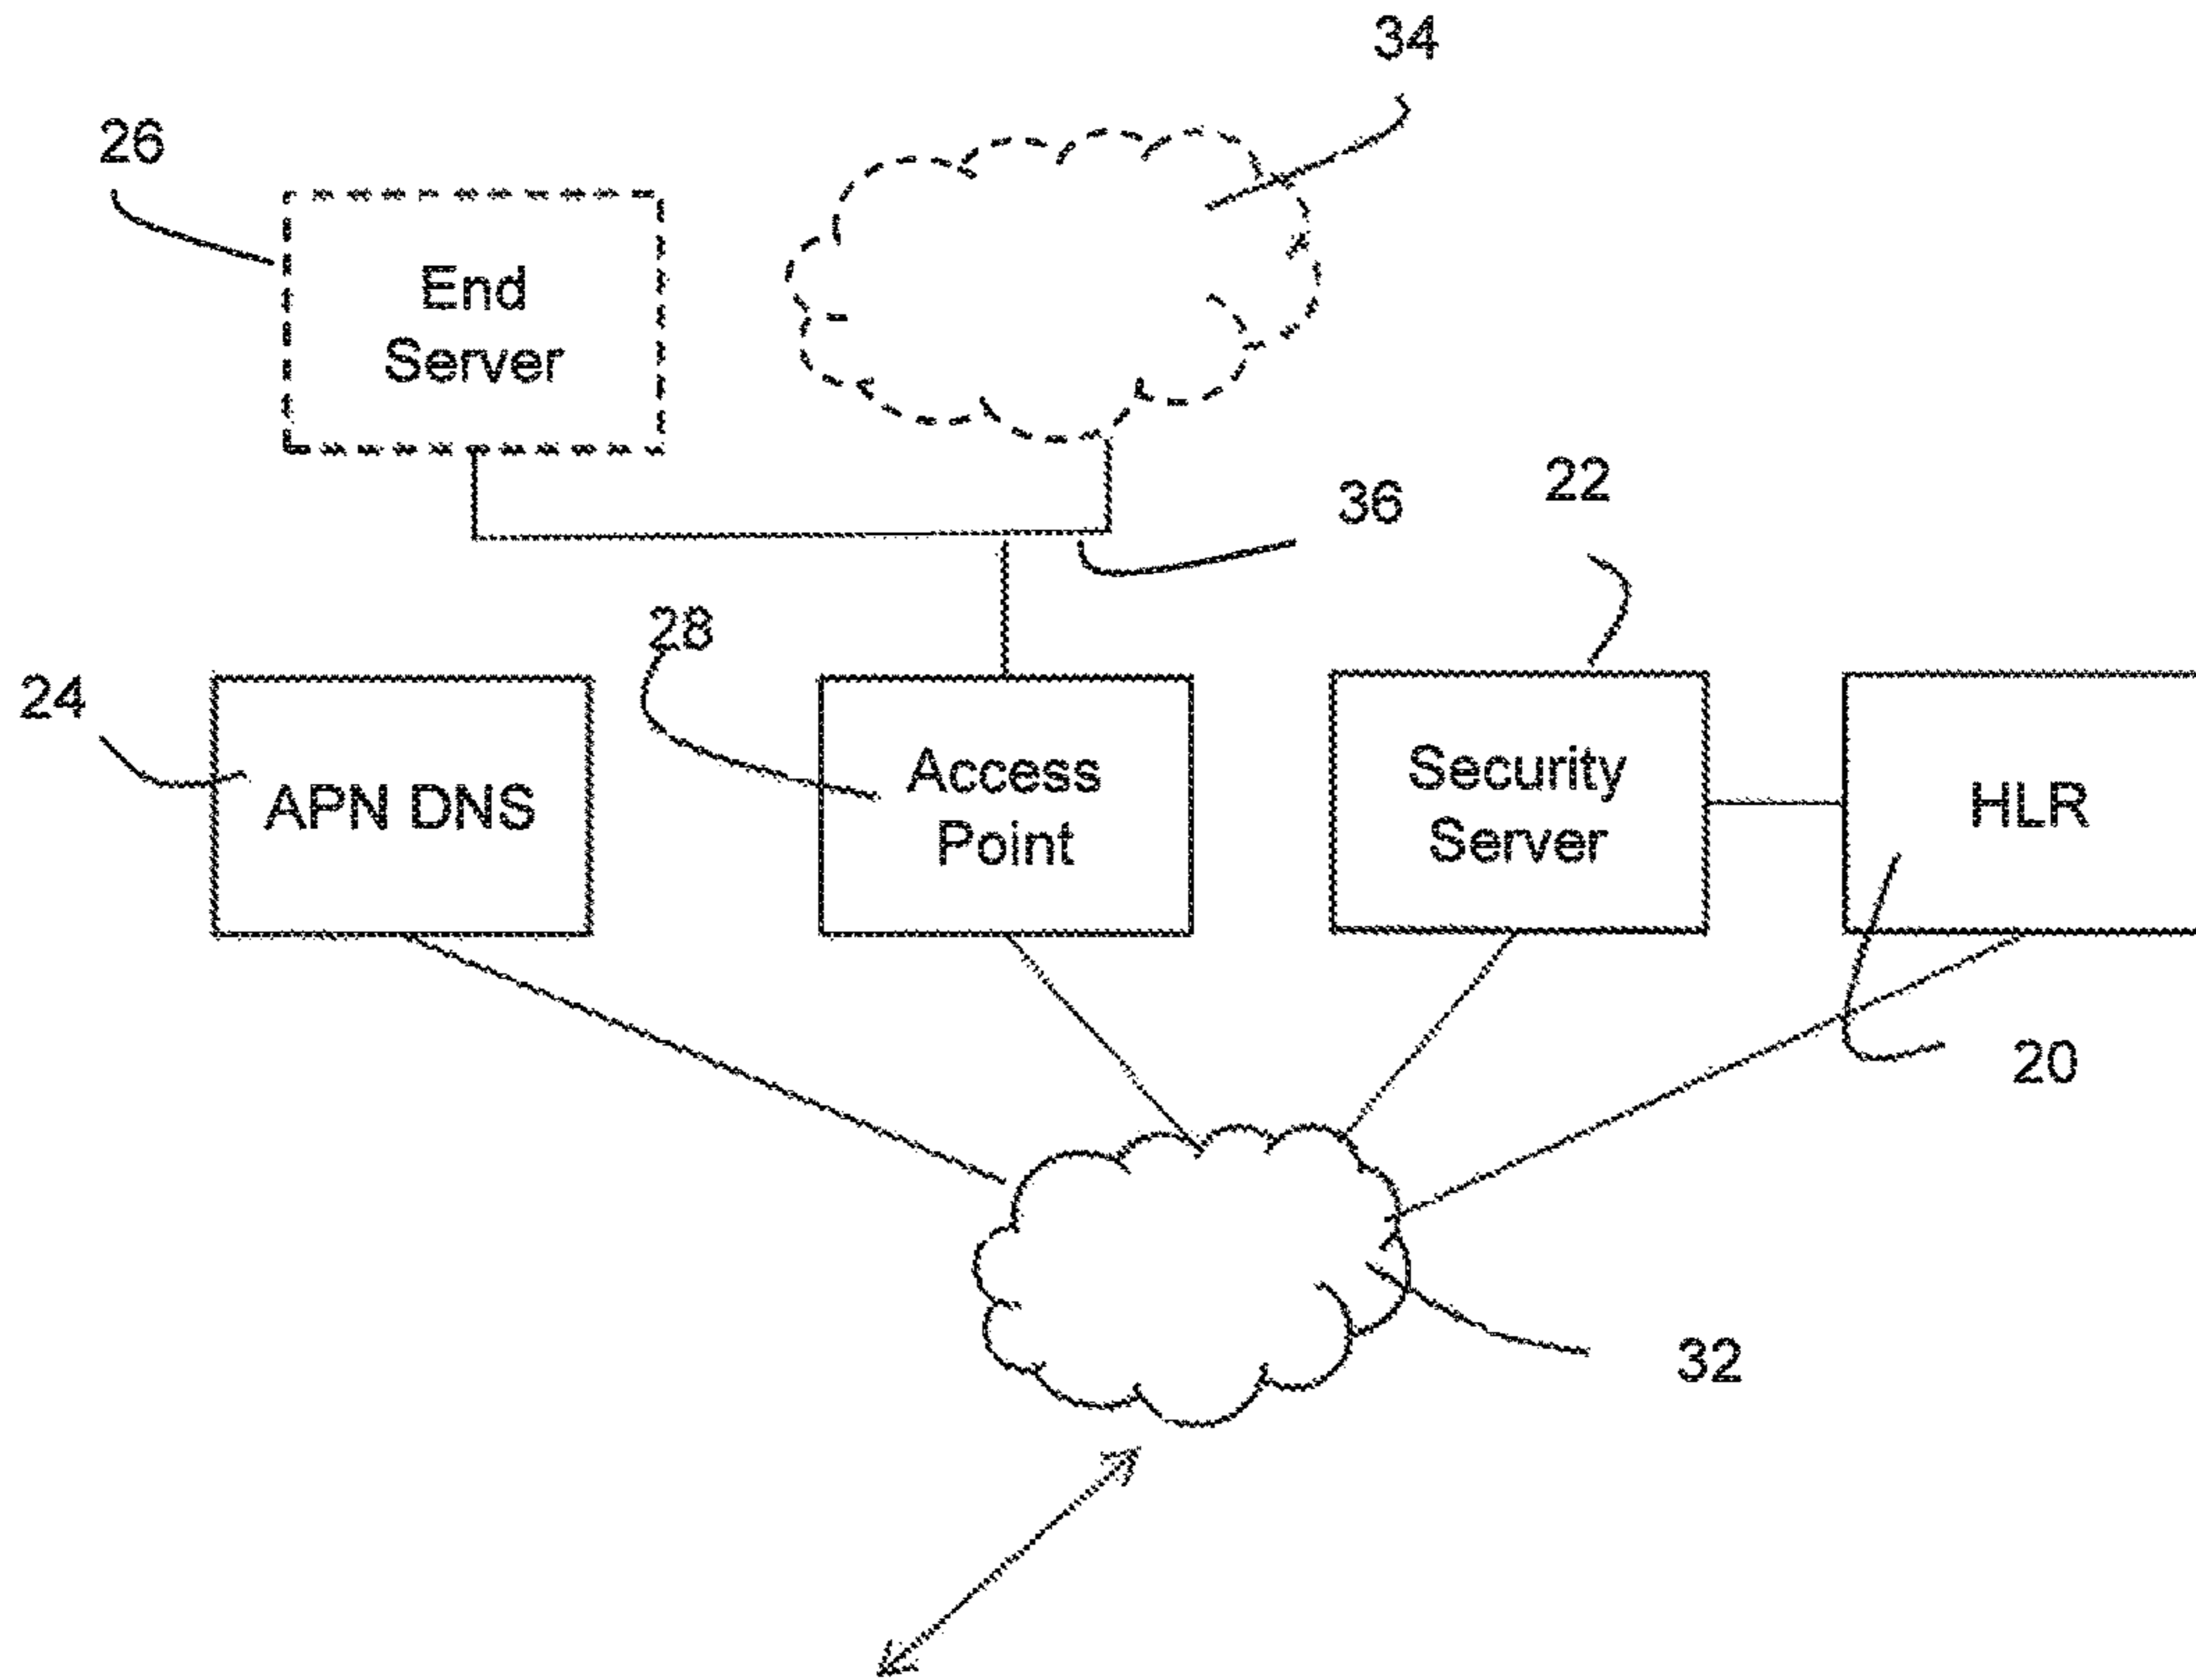 34
26
End
Server
36
22
28
24
APN DNS
Access
Point
Security
Server
HLR
20
32